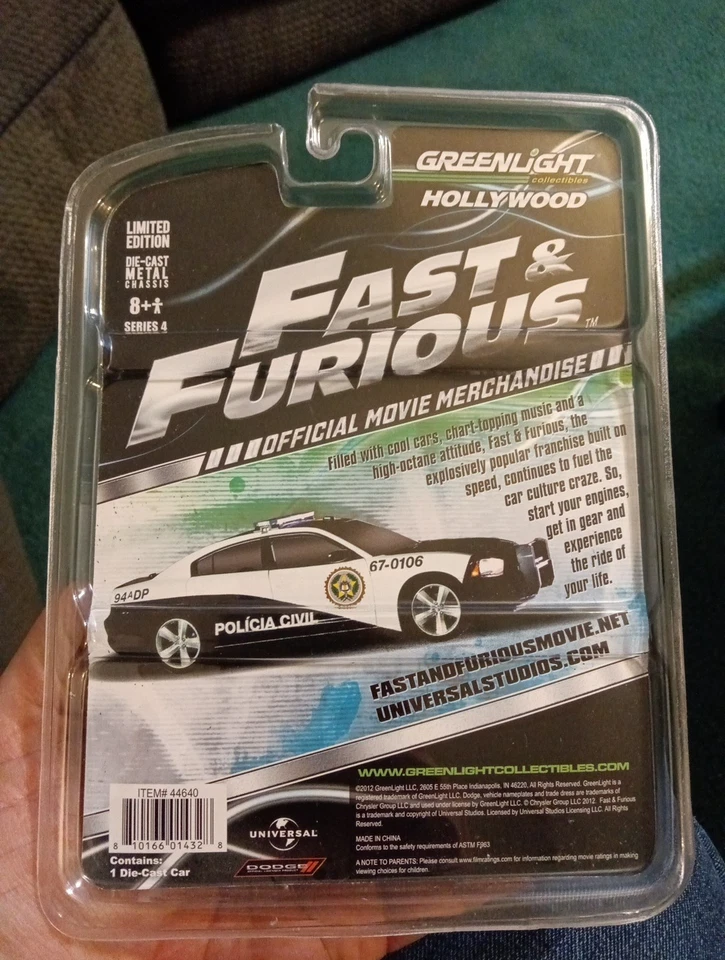 GREENLiGHT
collectibles
HOLLYWOOD
LIMITED
EDITION
DIE-CAST
METAL
CHASSIS
8+
SERIES 4
FAST &
FURIOUS™
OFFICIAL MOVIE MERCHANDISE
Filled with cool cars, chart-topping music and a
high-octane attitude, Fast & Furious, the
explosively popular franchise built on
speed, continues to fuel the
car culture craze. So,
start your engines,
get in gear and
experience
the ride of
your life.
67-0106
94ªDP
POLÍCIA CIVIL
FASTANDFURIOUSMOVIE.NET
UNIVERSALSTUDIOS.COM
WWW.GREENLIGHTCOLLECTIBLES.COM
©2012 GreenLight LLC, 2605 E 55th Place Indianapolis, IN 46220, All Rights Reserved. GreenLight is a
registered trademark of GreenLight LLC. Dodge, vehicle nameplates and trade dress are trademarks of
Chrysler Group LLC and used under license by GreenLight LLC. © Chrysler Group LLC 2012. Fast & Furious
is a trademark and copyright of Universal Studios. Licensed by Universal Studios Licensing LLC. All Rights
Reserved.
MADE IN CHINA
Conforms to the safety requirements of ASTM F963
A NOTE TO PARENTS: Please consult www.filmratings.com for information regarding movie ratings in making
viewing choices for children.
ITEM# 44640
8 10166 01432 8
Contains:
1 Die-Cast Car
UNIVERSAL
DODGE